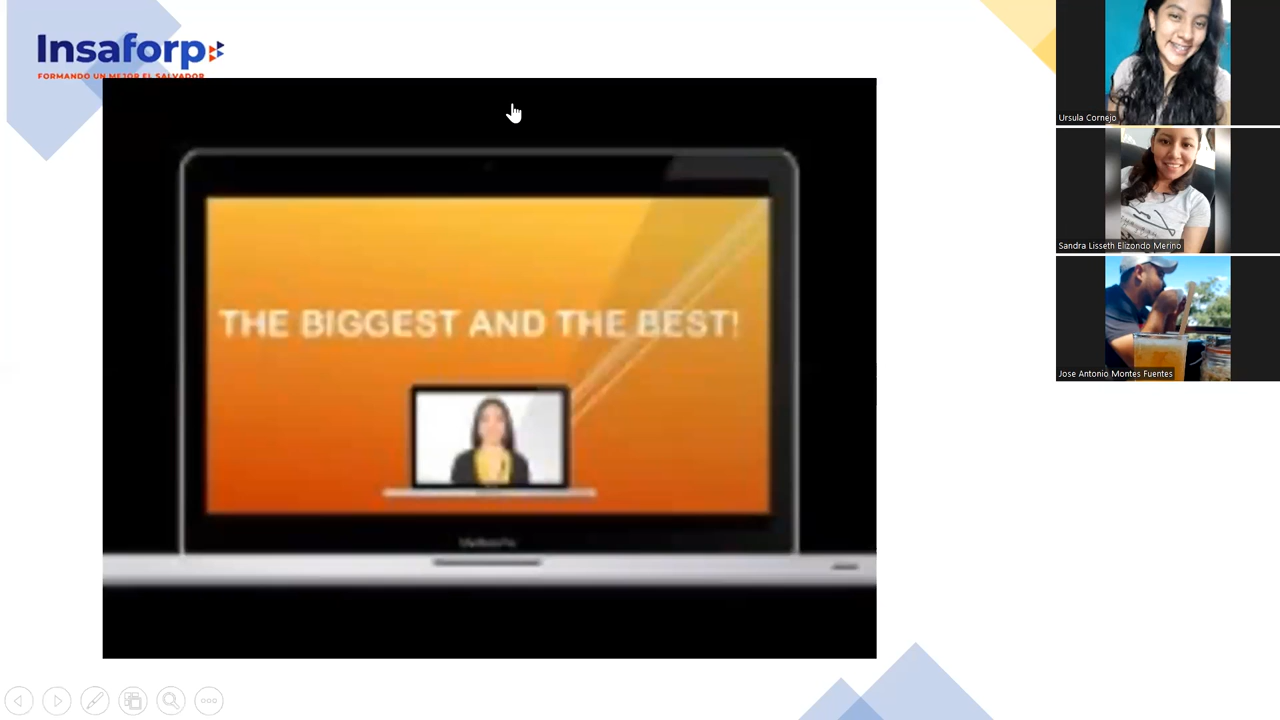 Insaforp
FORMANDO UN MEJOR EL SALVADOR
THE BIGGEST AND THE BEST!
Ursula Cornejo
Sandra Lisseth Elizondo Merino
Jose Antonio Montes Fuentes